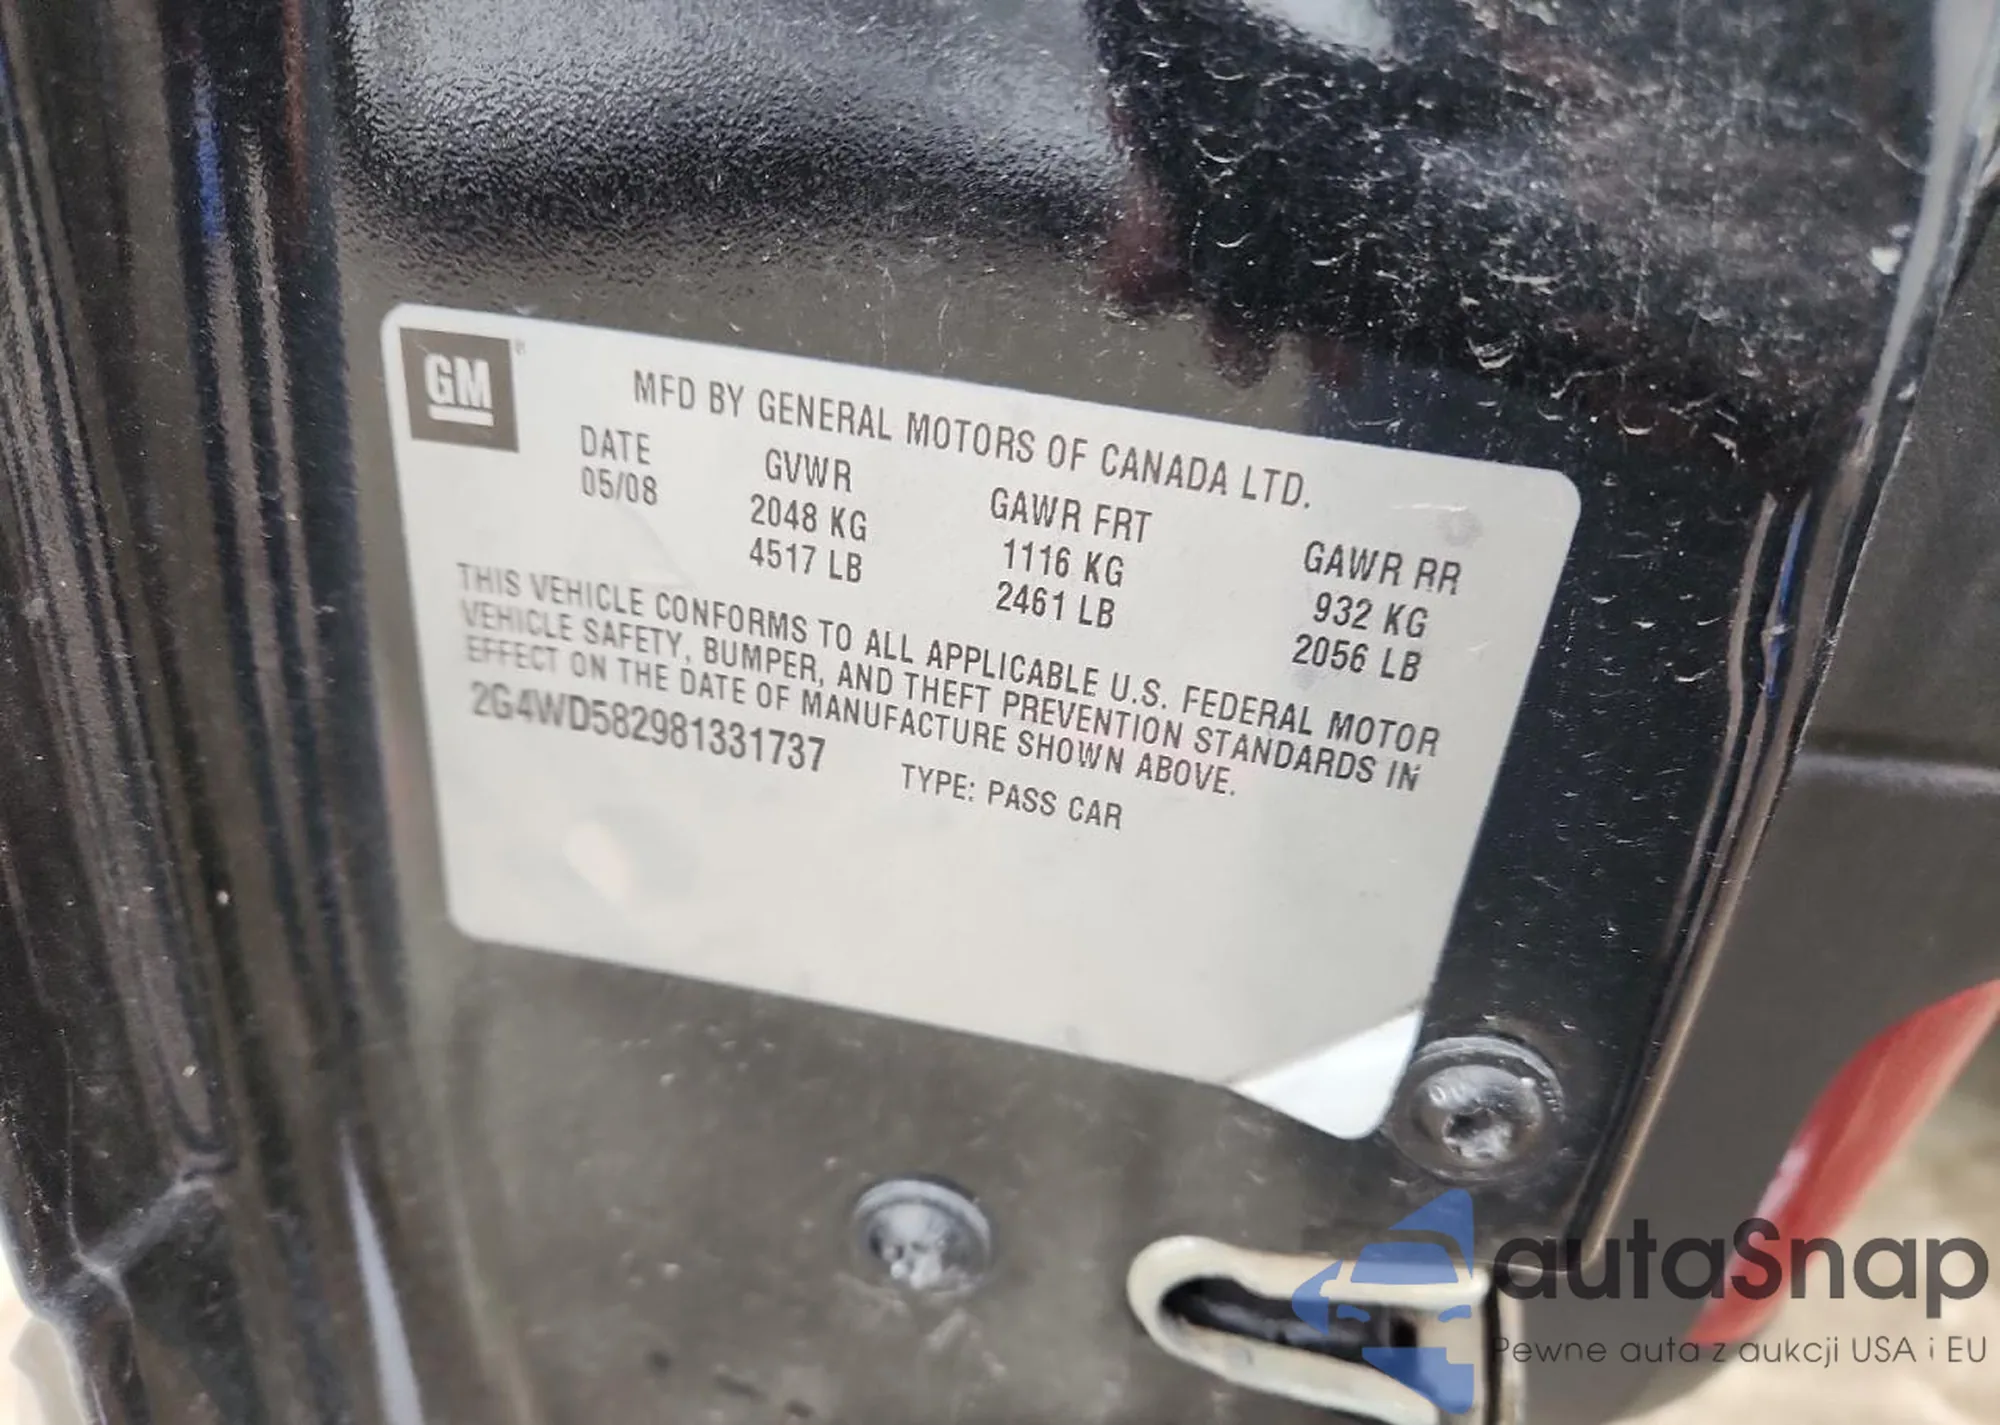 GM
MFD BY GENERAL MOTORS OF CANADA LTD.
DATE GVWR GAWR FRT GAWR RR
05/08 2048 KG 1116 KG 932 KG
4517 LB 2461 LB 2056 LB
THIS VEHICLE CONFORMS TO ALL APPLICABLE U.S. FEDERAL MOTOR
VEHICLE SAFETY, BUMPER, AND THEFT PREVENTION STANDARDS IN
EFFECT ON THE DATE OF MANUFACTURE SHOWN ABOVE.
2G4WD582981331737 TYPE: PASS CAR
autaSnap
Pewne auta z aukcji USA i EU